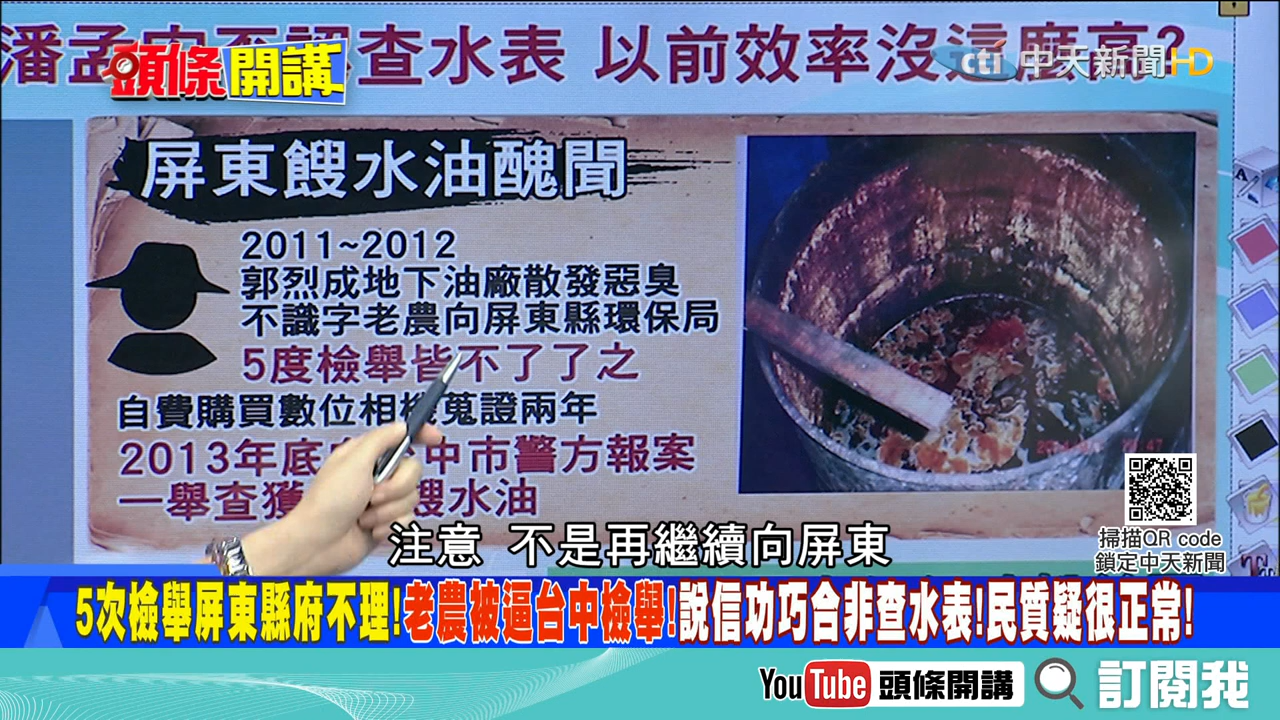 潘孟 查水表 以前效率沒這麼高?
頭條開講
cti 中天新聞HD
屏東餿水油醜聞
2011~2012
郭烈成地下油廠散發惡臭
不識字老農向屏東縣環保局
5度檢舉皆不了了之
自費購買數位相機蒐證兩年
2013年底 中市警方報案
一舉查獲 餿水油
注意 不是再繼續向屏東
掃描QR code
鎖定中天新聞
5次檢舉屏東縣府不理!老農被逼台中檢舉!說信功巧合非查水表!民質疑很正常!
YouTube 頭條開講 訂閱我